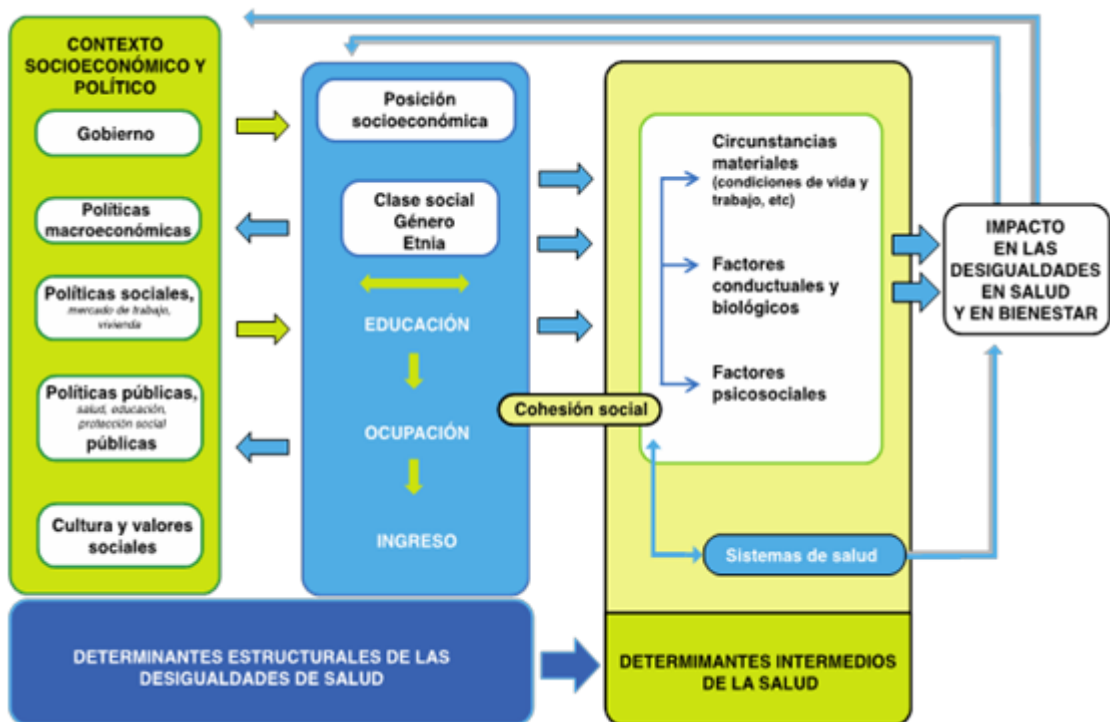 CONTEXTO
SOCIOECONÓMICO Y
POLÍTICO
Gobierno
Políticas
macroeconómicas
Políticas sociales,
mercado de trabajo,
vivienda
Políticas públicas,
salud, educación,
protección social
públicas
Cultura y valores
sociales
Posición
socioeconómica
Clase social
Género
Etnia
EDUCACIÓN
OCUPACIÓN
INGRESO
Cohesión social
Circunstancias
materiales
(condiciones de vida y
trabajo, etc)
Factores
conductuales y
biológicos
Factores
psicosociales
Sistemas de salud
IMPACTO
EN LAS
DESIGUALDADES
EN SALUD
Y EN BIENESTAR
DETERMINANTES ESTRUCTURALES DE LAS
DESIGUALDADES DE SALUD
DETERMIMANTES INTERMEDIOS
DE LA SALUD